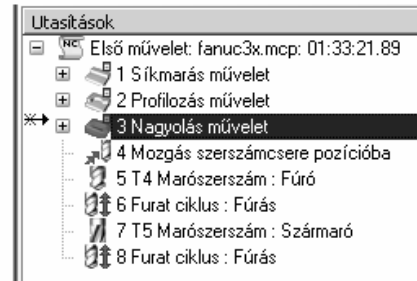 Utasítások
NC Első művelet: fanuc3x.mcp: 01:33:21.89
1 Síkmarás művelet
2 Profilozás művelet
3 Nagyolás művelet
4 Mozgás szerszámcsere pozícióba
5 T4 Marószerszám : Fúró
6 Furat ciklus : Fúrás
7 T5 Marószerszám : Szármaró
8 Furat ciklus : Fúrás